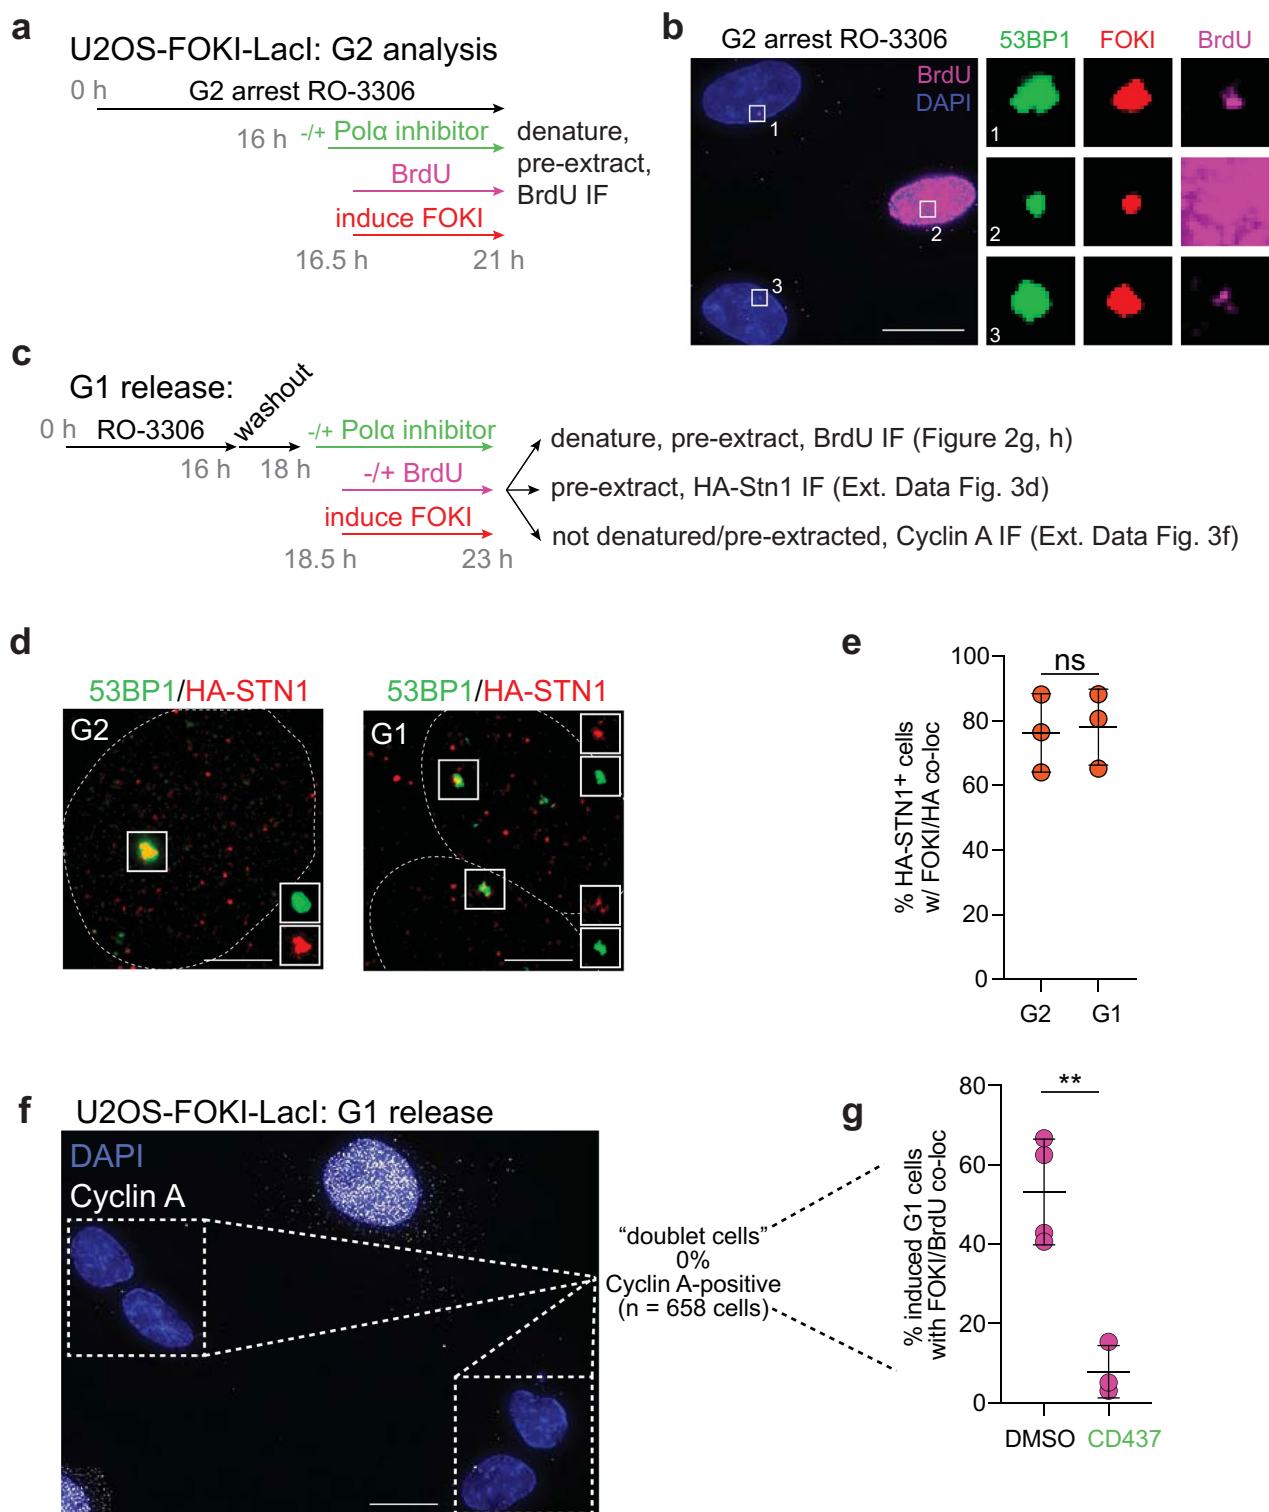 a
U2OS-FOKI-LacI: G2 analysis
0 h
G2 arrest RO-3306
16 h
-/+ Polα inhibitor
BrdU
induce FOKI
16.5 h
21 h
denature,
pre-extract,
BrdU IF
b
G2 arrest RO-3306
53BP1
FOKI
BrdU
BrdU
DAPI
1
2
3
1
2
3
c
G1 release:
0 h
RO-3306
washout
16 h
18 h
-/+ Polα inhibitor
-/+ BrdU
induce FOKI
18.5 h
23 h
denature, pre-extract, BrdU IF (Figure 2g, h)
pre-extract, HA-Stn1 IF (Ext. Data Fig. 3d)
not denatured/pre-extracted, Cyclin A IF (Ext. Data Fig. 3f)
d
53BP1/HA-STN1
G2
53BP1/HA-STN1
G1
e
% HA-STN1+ cells
w/ FOKI/HA co-loc
100
80
60
40
20
0
ns
G2
G1
f
U2OS-FOKI-LacI: G1 release
DAPI
Cyclin A
“doublet cells”
0%
Cyclin A-positive
(n = 658 cells)
g
% induced G1 cells
with FOKI/BrdU co-loc
80
60
40
20
0
**
DMSO
CD437